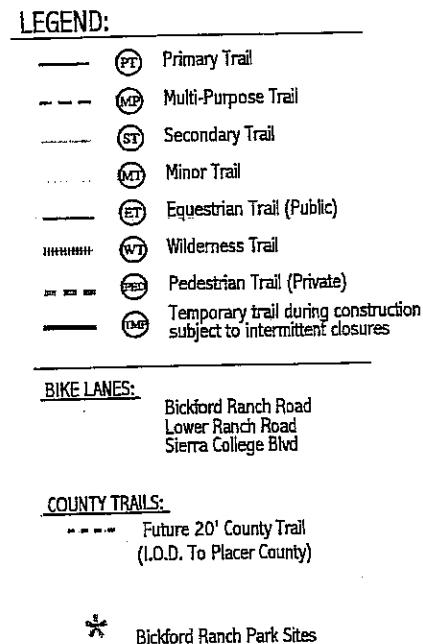 LEGEND:
PT Primary Trail
MP Multi-Purpose Trail
ST Secondary Trail
MT Minor Trail
ET Equestrian Trail (Public)
WT Wilderness Trail
PED Pedestrian Trail (Private)
TMP Temporary trail during construction
subject to intermittent closures
BIKE LANES:
Bickford Ranch Road
Lower Ranch Road
Sierra College Blvd
COUNTY TRAILS:
Future 20' County Trail
(I.O.D. To Placer County)
Bickford Ranch Park Sites